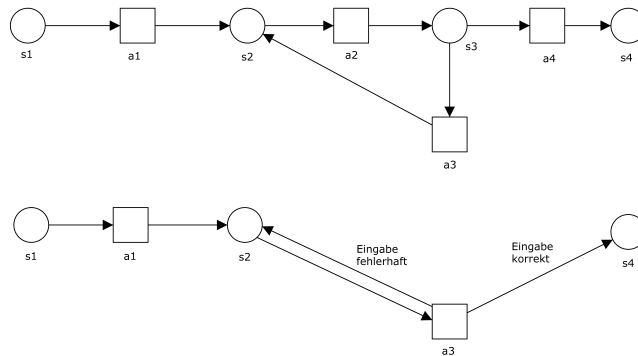 s1
a1
s2
a2
s3
a4
s4
a3
s1
a1
s2
Eingabe
fehlerhaft
Eingabe
korrekt
s4
a3